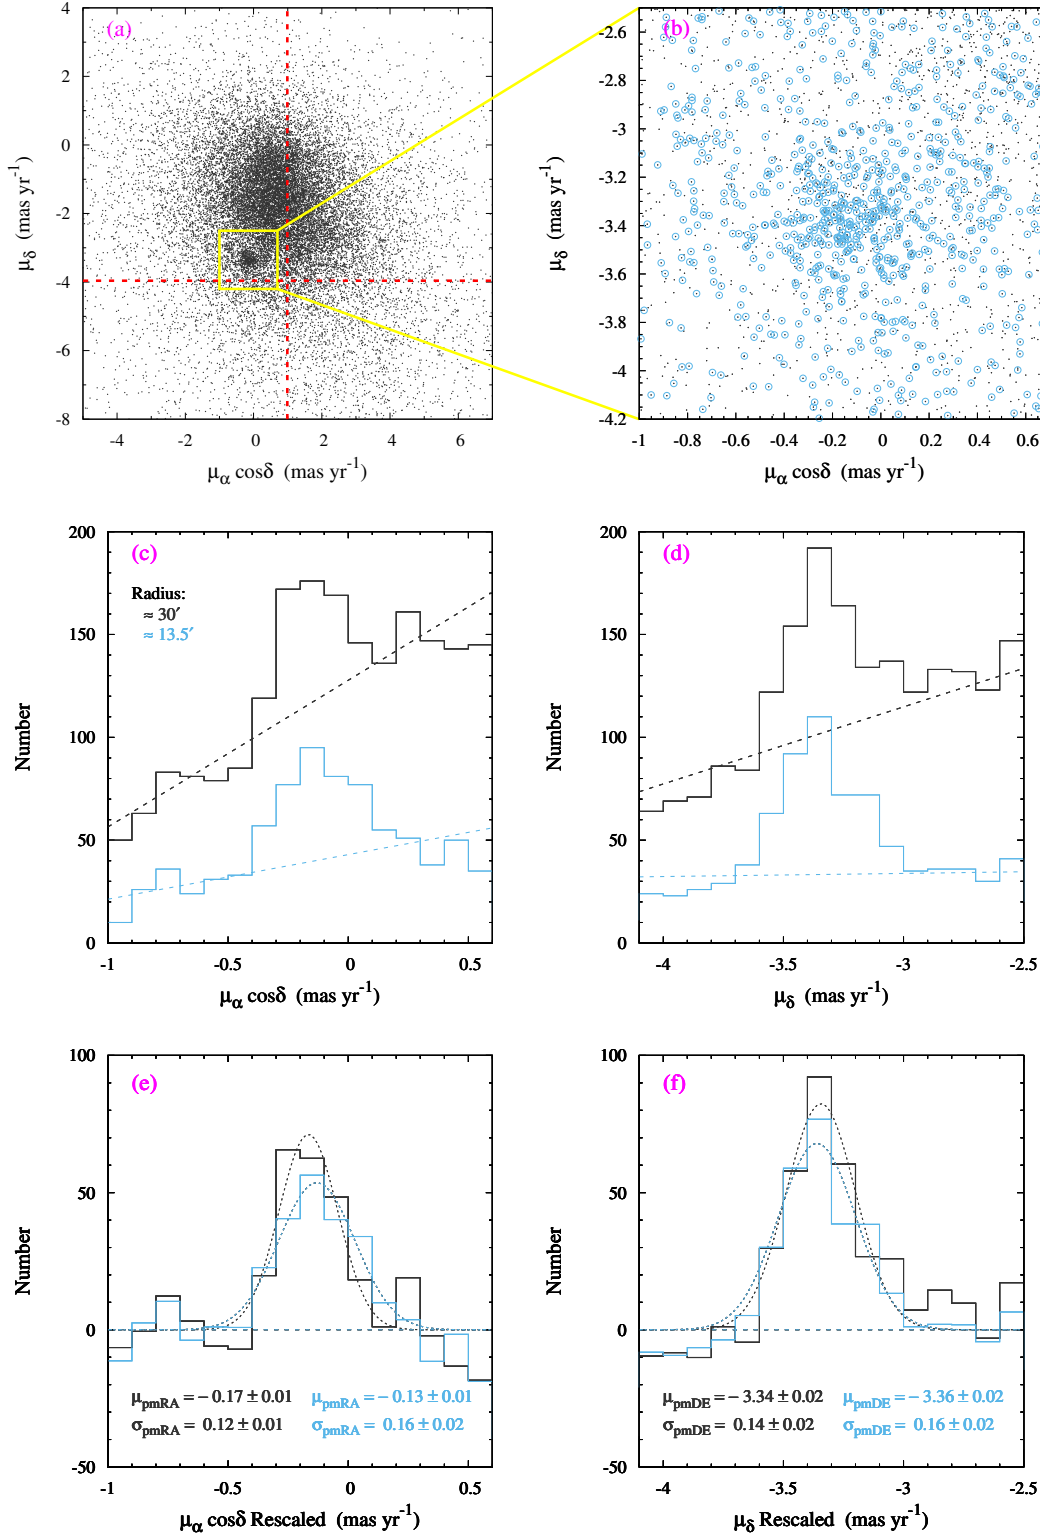 (a)
4
2
0
-2
-4
-6
-8
-4
-2
0
2
4
6
μδ (mas yr-1)
μα cosδ (mas yr-1)
(b)
-2.6
-2.8
-3
-3.2
-3.4
-3.6
-3.8
-4
-4.2
-1
-0.8
-0.6
-0.4
-0.2
0
0.2
0.4
0.6
μδ (mas yr-1)
μα cosδ (mas yr-1)
(c)
Radius:
≈ 30′
≈ 13.5′
200
150
100
50
0
-1
-0.5
0
0.5
Number
μα cosδ (mas yr-1)
(d)
200
150
100
50
0
-4
-3.5
-3
-2.5
Number
μδ (mas yr-1)
(e)
100
50
0
-50
μpmRA = − 0.17 ± 0.01 μpmRA = − 0.13 ± 0.01
σpmRA = 0.12 ± 0.01 σpmRA = 0.16 ± 0.02
-1
-0.5
0
0.5
Number
μα cosδ Rescaled (mas yr-1)
(f)
100
50
0
-50
μpmDE = − 3.34 ± 0.02 μpmDE = − 3.36 ± 0.02
σpmDE = 0.14 ± 0.02 σpmDE = 0.16 ± 0.02
-4
-3.5
-3
-2.5
Number
μδ Rescaled (mas yr-1)